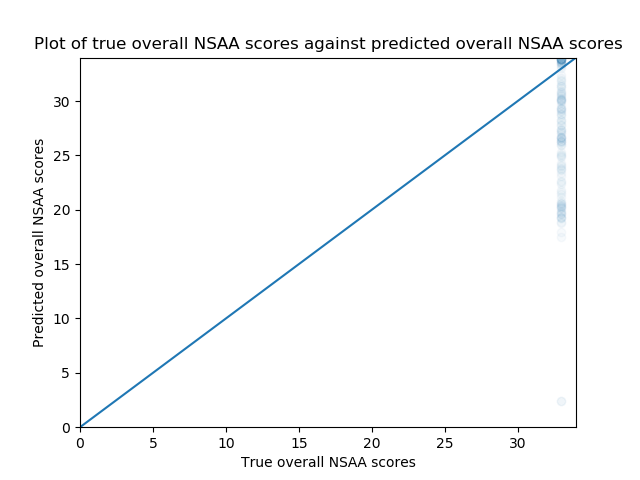 Plot of true overall NSAA scores against predicted overall NSAA scores
30
25
20
15
10
5
0
Predicted overall NSAA scores
0 5 10 15 20 25 30
True overall NSAA scores